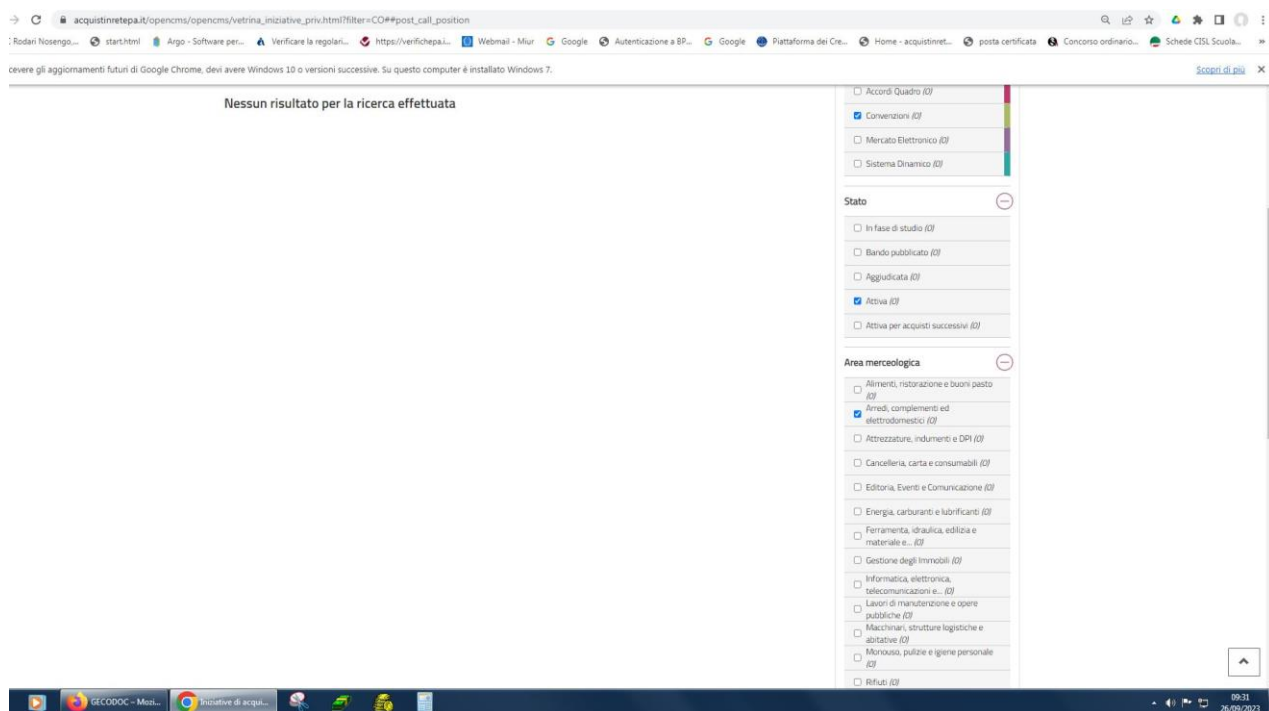 acquistinretepa.it/opencms/opencms/vetrina_iniziative_priv.html?filter=CO##post_call_position
Rodari Nosengo... start.html Argo - Software per... Verificare la regolari... https://verifichepa.i... Webmail - Miur Google Autenticazione a BP... Google Piattaforma dei Cre... Home - acquistinret... posta certificata Concorso ordinario... Schede CISL Scuola... »
cevere gli aggiornamenti futuri di Google Chrome, devi avere Windows 10 o versioni successive. Su questo computer è installato Windows 7. Scopri di più
Nessun risultato per la ricerca effettuata
Accordi Quadro (0)
Convenzioni (0)
Mercato Elettronico (0)
Sistema Dinamico (0)
Stato
In fase di studio (0)
Bando pubblicato (0)
Aggiudicata (0)
Attiva (0)
Attiva per acquisti successivi (0)
Area merceologica
Alimenti, ristorazione e buoni pasto
(0)
Arredi, complementi ed
elettrodomestici (0)
Attrezzature, indumenti e DPI (0)
Cancelleria, carta e consumabili (0)
Editoria, Eventi e Comunicazione (0)
Energia, carburanti e lubrificanti (0)
Ferramenta, idraulica, edilizia e
materiale e... (0)
Gestione degli Immobili (0)
Informatica, elettronica,
telecomunicazioni e... (0)
Lavori di manutenzione e opere
pubbliche (0)
Macchinari, strutture logistiche e
abitative (0)
Monouso, pulizie e igiene personale
(0)
Rifiuti (0)
GECODOC – Mozi... Iniziative di acqui... 09:31
26/09/2023